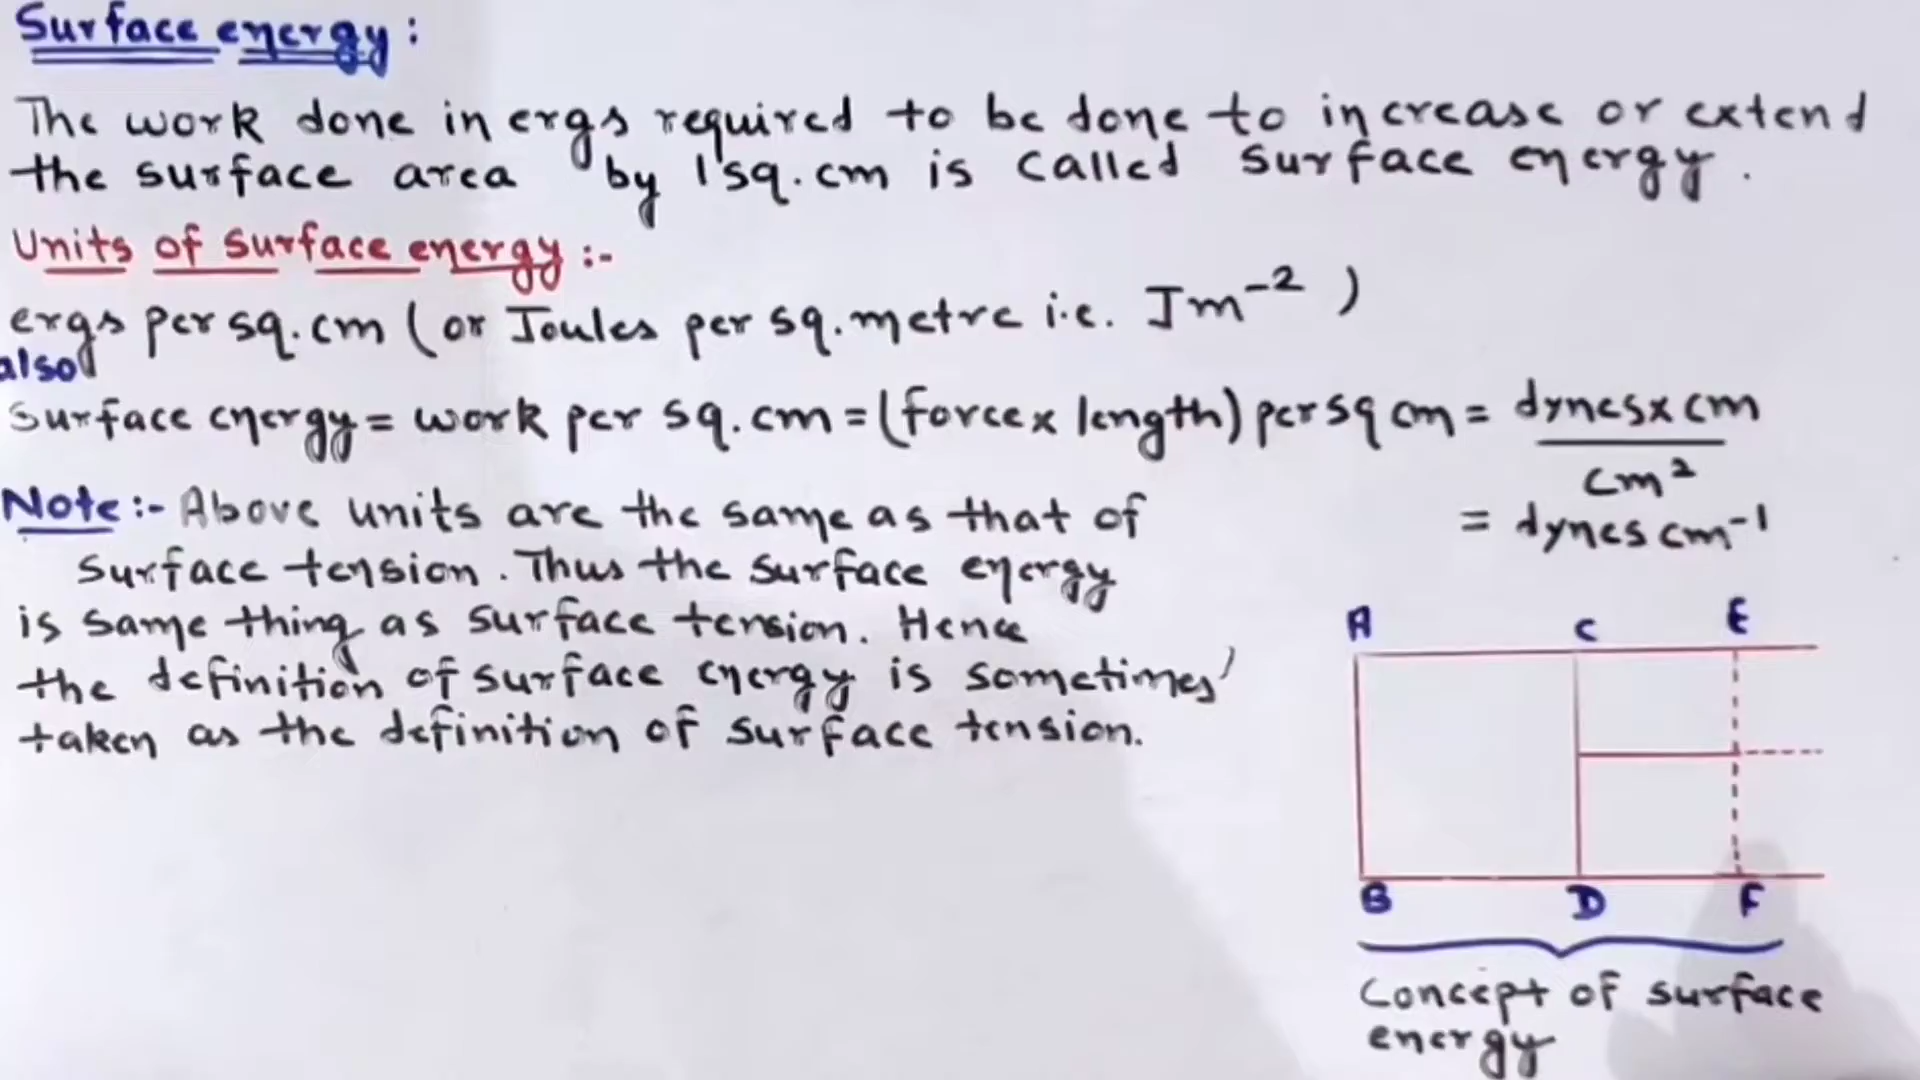 Surface energy:
The work done in ergs required to be done to increase or extend
the surface area by 1 sq.cm is called surface energy.
Units of surface energy:-
ergs per sq.cm (or Joules per sq.metre i.e. Jm⁻²)
also
Surface energy = work per sq.cm = (force x length) per sq cm = dynes x cm
cm²
= dynes cm⁻¹
Note:- Above units are the same as that of
surface tension. Thus the surface energy
is same thing as surface tension. Hence
the definition of surface energy is sometimes
taken as the definition of surface tension.
A C E
B D F
Concept of surface
energy